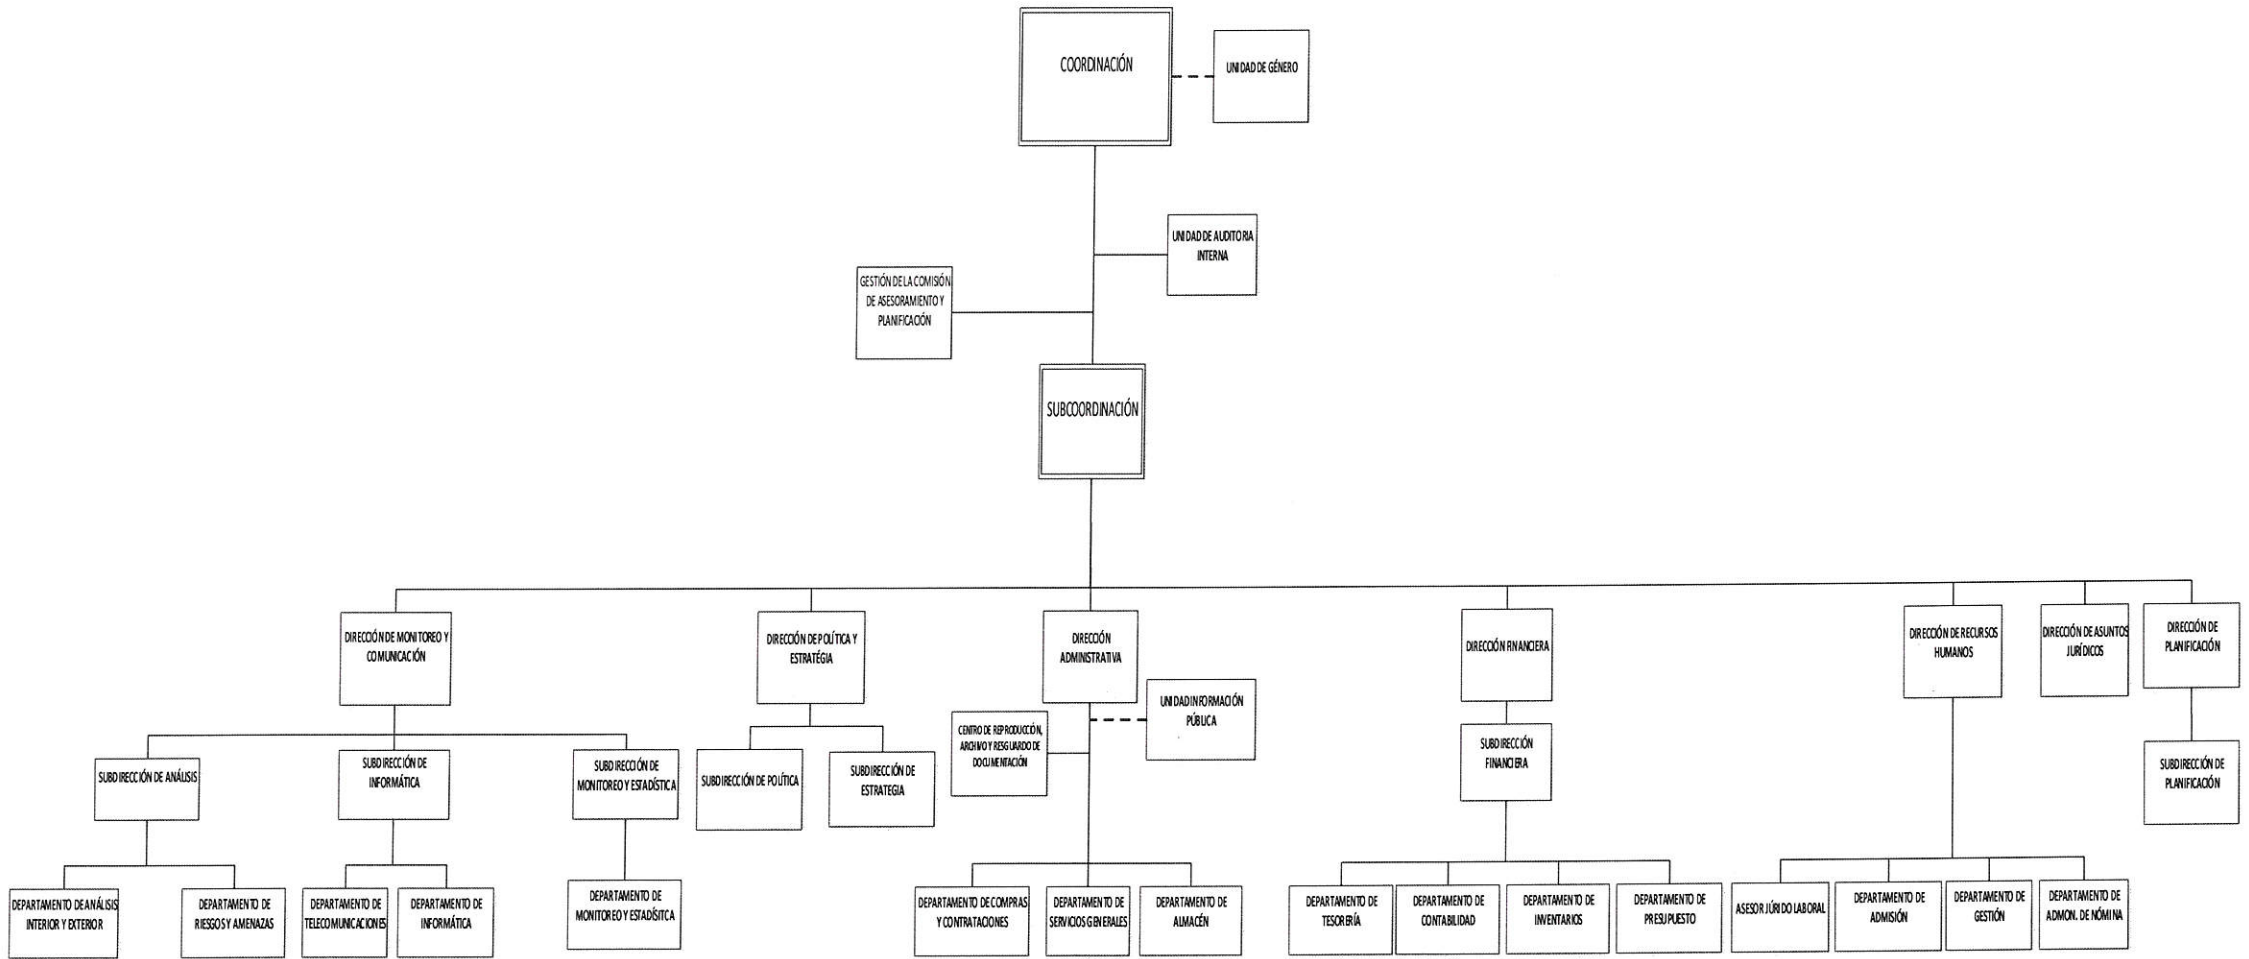 COORDINACIÓN
UNIDAD DE GÉNERO
UNIDAD DE AUDITORIA
INTERNA
GESTIÓN DE LA COMISIÓN
DE ASESORAMIENTO Y
PLANIFICACIÓN
SUBCOORDINACIÓN
DIRECCIÓN DE MONITOREO Y
COMUNICACIÓN
DIRECCIÓN DE POLÍTICA Y
ESTRATÉGIA
DIRECCIÓN
ADMINISTRATIVA
DIRECCIÓN FINANCIERA
DIRECCIÓN DE RECURSOS
HUMANOS
DIRECCIÓN DE ASUNTOS
JURÍDICOS
DIRECCIÓN DE
PLANIFICACIÓN
UNIDAD INFORMACIÓN
PÚBLICA
CENTRO DE REPRODUCCIÓN,
ARCHIVO Y RESGUARDO DE
DOCUMENTACIÓN
SUBDIRECCIÓN DE ANÁLISIS
SUBDIRECCIÓN DE
INFORMÁTICA
SUBDIRECCIÓN DE
MONITOREO Y ESTADÍSTICA
SUBDIRECCIÓN DE POLÍTICA
SUBDIRECCIÓN DE
ESTRATEGIA
SUBDIRECCIÓN
FINANCIERA
SUBDIRECCIÓN DE
PLANIFICACIÓN
DEPARTAMENTO DE ANÁLISIS
INTERIOR Y EXTERIOR
DEPARTAMENTO DE
RIESGOS Y AMENAZAS
DEPARTAMENTO DE
TELECOMUNICACIONES
DEPARTAMENTO DE
INFORMÁTICA
DEPARTAMENTO DE
MONITOREO Y ESTADÍSITCA
DEPARTAMENTO DE COMPRAS
Y CONTRATACIONES
DEPARTAMENTO DE
SERVICIOS GENERALES
DEPARTAMENTO DE
ALMACÉN
DEPARTAMENTO DE
TESORERÍA
DEPARTAMENTO DE
CONTABILIDAD
DEPARTAMENTO DE
INVENTARIOS
DEPARTAMENTO DE
PRESUPUESTO
ASESOR JÚRIDO LABORAL
DEPARTAMENTO DE
ADMISIÓN
DEPARTAMENTO DE
GESTIÓN
DEPARTAMENTO DE
ADMON. DE NÓMINA